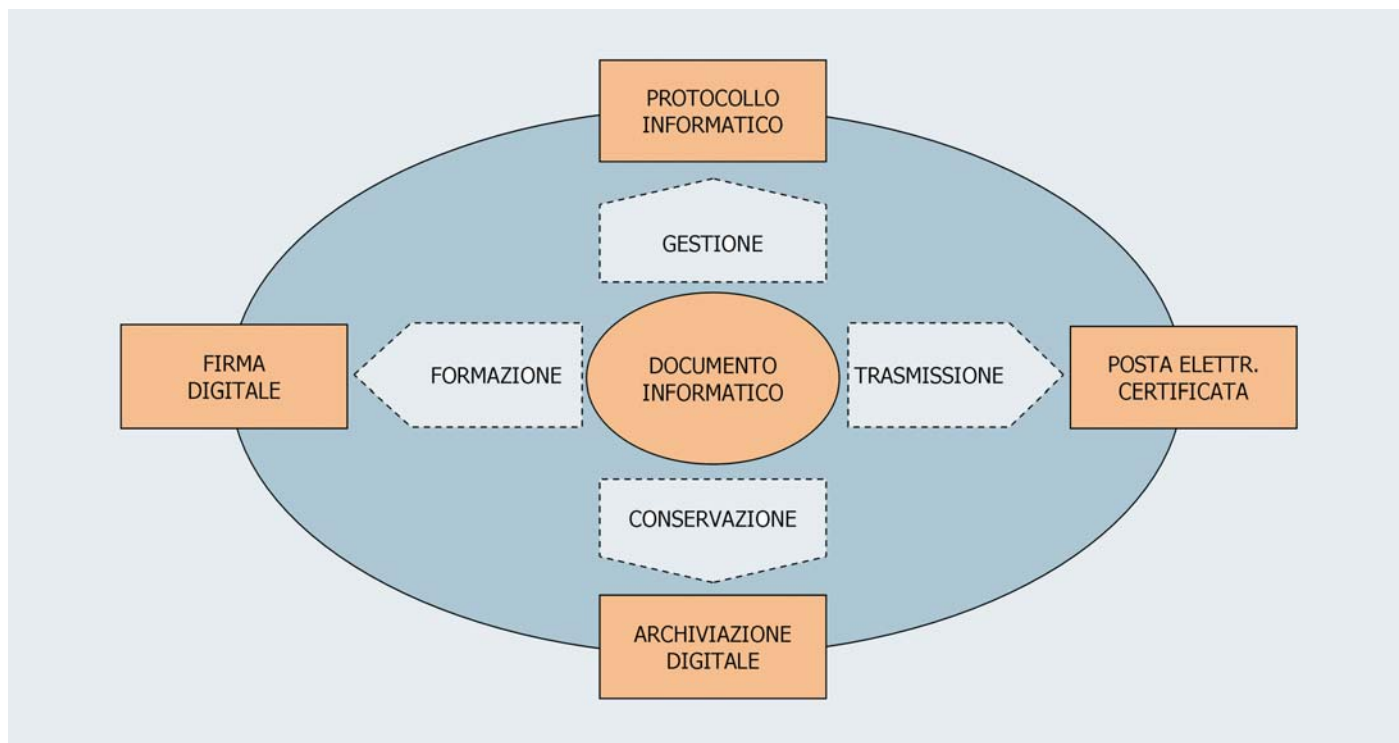 PROTOCOLLO
INFORMATICO
GESTIONE
FIRMA
DIGITALE
FORMAZIONE
DOCUMENTO
INFORMATICO
TRASMISSIONE
POSTA ELETTR.
CERTIFICATA
CONSERVAZIONE
ARCHIVIAZIONE
DIGITALE